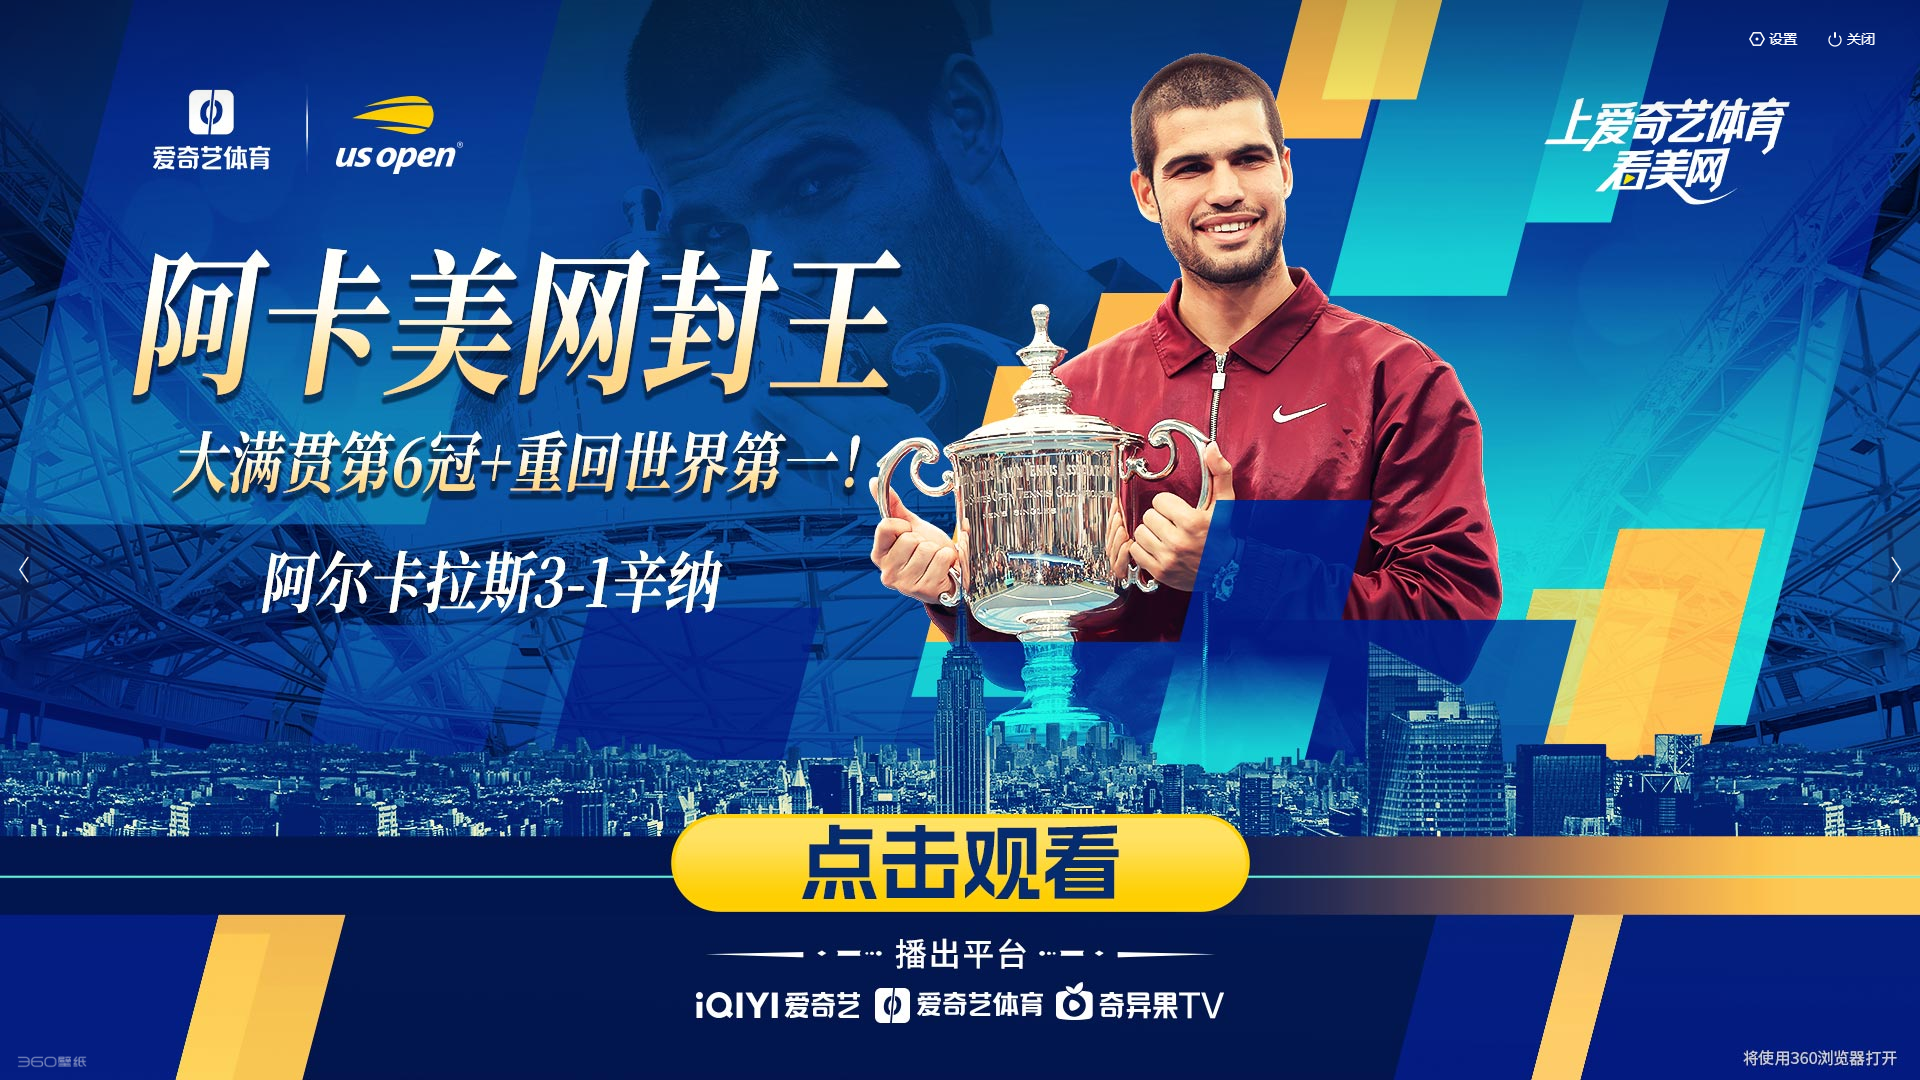 设置 关闭
爱奇艺体育
us open®
上爱奇艺体育
看美网
阿卡美网封王
大满贯第6冠+重回世界第一！
阿尔卡拉斯3-1辛纳
点击观看
播出平台
iQIYI爱奇艺 爱奇艺体育 奇异果TV
360壁纸
将使用360浏览器打开